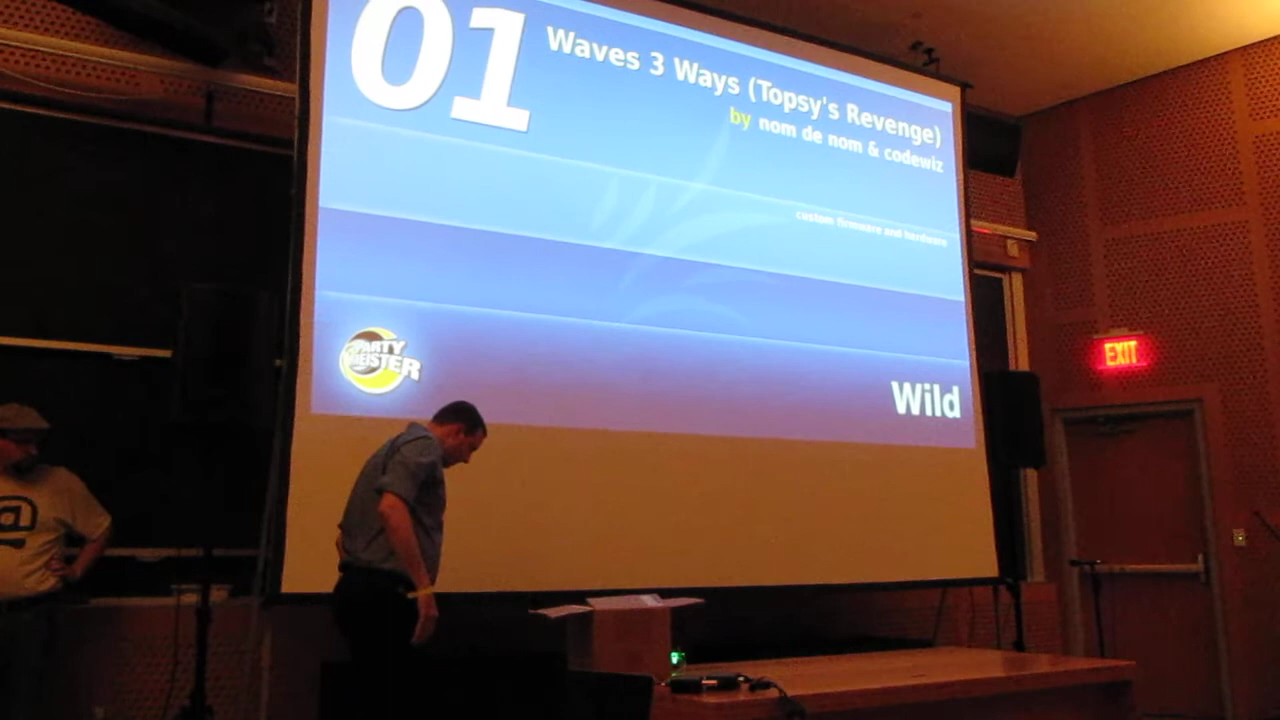 01
Waves 3 Ways (Topsy's Revenge)
by nom de nom & codewiz
custom firmware and hardware
PARTY
MEISTER
Wild
EXIT
@